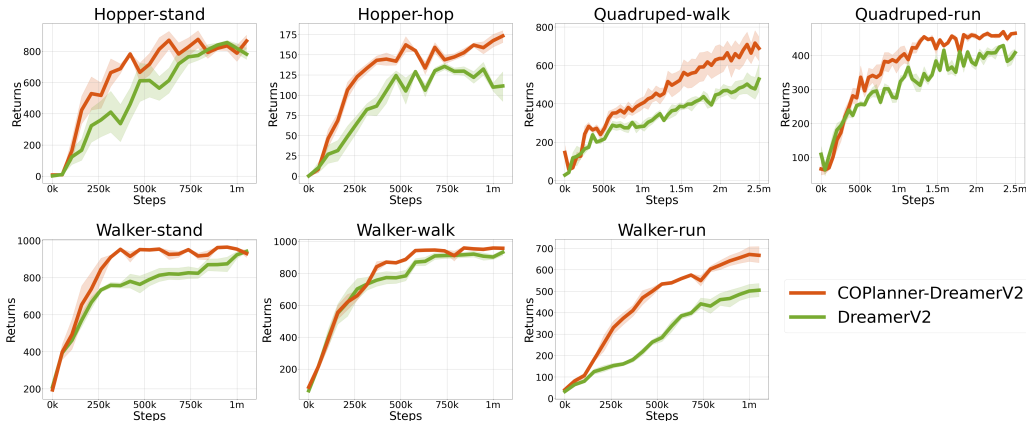 Hopper-stand
Returns
800
600
400
200
0
0k 250k 500k 750k 1m
Steps
Hopper-hop
Returns
175
150
125
100
75
50
25
0
0k 250k 500k 750k 1m
Steps
Quadruped-walk
Returns
800
600
400
200
0
0k 500k 1m 1.5m 2m 2.5m
Steps
Quadruped-run
Returns
400
300
200
100
0k 500k 1m 1.5m 2m 2.5m
Steps
Walker-stand
Returns
1000
800
600
400
200
0k 250k 500k 750k 1m
Steps
Walker-walk
Returns
1000
800
600
400
200
0k 250k 500k 750k 1m
Steps
Walker-run
Returns
700
600
500
400
300
200
100
0
0k 250k 500k 750k 1m
Steps
COPlanner-DreamerV2
DreamerV2